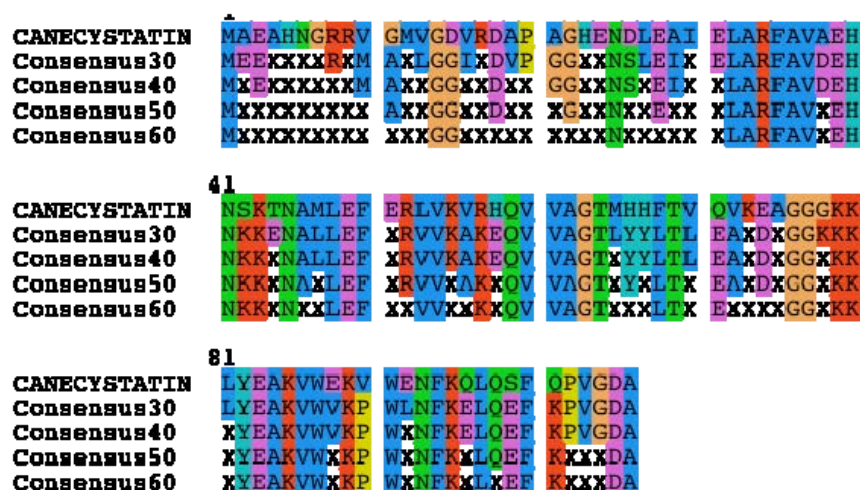 1
CANECYSTATIN MAEAHNGRRV GMVGDVRDAP AGHENDLEAI ELARFAVAEH
Consensus30 MEEXXXXRXM AXLGGIXDVP GGXXNSLEIX ELARFAVDEH
Consensus40 MXEXXXXXXM AXXGGXXDXX GGXXNSXEIX XLARFAVDEH
Consensus50 MXXXXXXXXX AXXGGXXDXX XGXXNXXEXX XLARFAVXEH
Consensus60 MXXXXXXXXX XXXGGXXXXX XXXXNXXXXX XLARFAVXEH
41
CANECYSTATIN NSKTNAMLEF ERLVKVRHQV VAGTMHHFTV QVKEAGGGKK
Consensus30 NKKENALLEF XRVVKAKEQV VAGTLYYLTL EAXDXGGKKK
Consensus40 NKKXNALLEF XRVVKAKEQV VAGTXYYLTL EAXDXGGXKK
Consensus50 NKKXNAXLEF XRVVXAKXQV VAGTXYXLTX EAXDXGGXKK
Consensus60 NKKXNXXLEF XXVVXXKXQV VAGTXXXLTX EXXXXGGXKK
81
CANECYSTATIN LYEAKVWEKV WENFKQLQSF QPVGDA
Consensus30 LYEAKVWVKP WLNFKELQEF KPVGDA
Consensus40 XYEAKVWVKP WXNFKELQEF KPVGDA
Consensus50 XYEAKVWXKP WXNFKXLQEF KXXXDA
Consensus60 XYEAKVWXKP WXNFKXLXEF KXXXDA